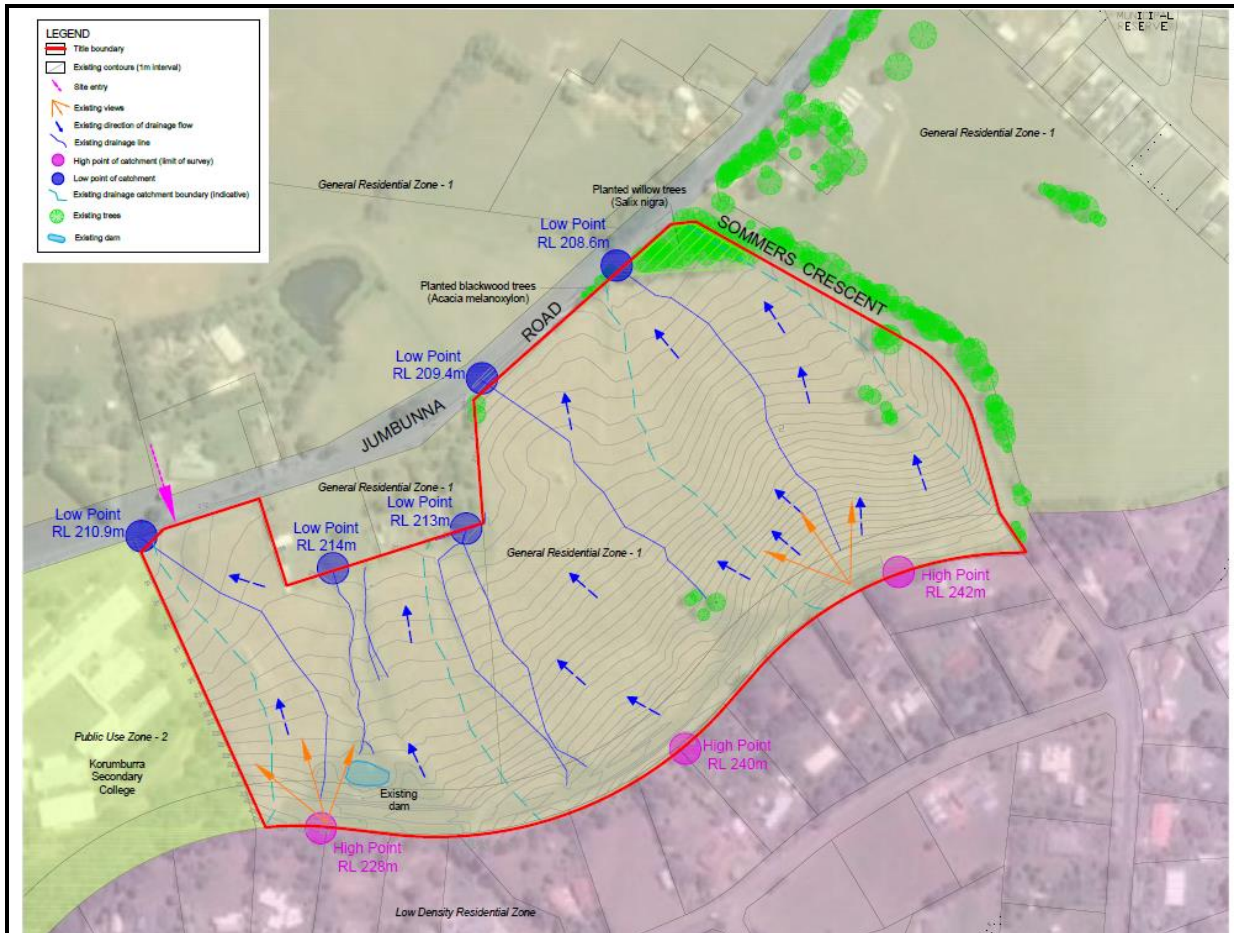 LEGEND
Title boundary
Existing contours (1m interval)
Site entry
Existing views
Existing direction of drainage flow
Existing drainage line
High point of catchment (limit of survey)
Low point of catchment
Existing drainage catchment boundary (indicative)
Existing trees
Existing dam
General Residential Zone - 1
General Residential Zone - 1
Planted willow trees
(Salix nigra)
Low Point
RL 208.6m
SOMMERS CRESCENT
Planted blackwood trees
(Acacia melanoxylon)
JUMBUNNA ROAD
Low Point
RL 209.4m
General Residential Zone - 1
Low Point
RL 210.9m
Low Point
RL 214m
Low Point
RL 213m
General Residential Zone - 1
High Point
RL 242m
Public Use Zone - 2
Korumburra
Secondary
College
Existing
dam
High Point
RL 240m
High Point
RL 228m
Low Density Residential Zone